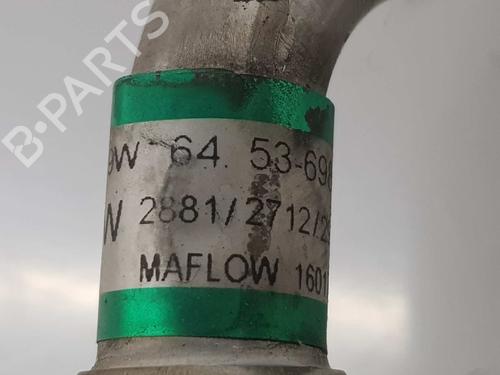 B-PARTS
64. 53-69
2881/2712/2
MAFLOW 1601